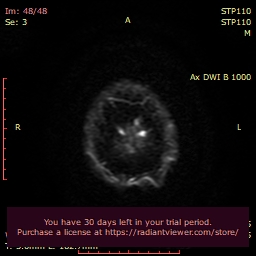 Im: 48/48
Se: 3
A
STP110
STP110
M
Ax DWI B 1000
R
L
You have 30 days left in your trial period.
Purchase a license at https://radiantviewer.com/store/